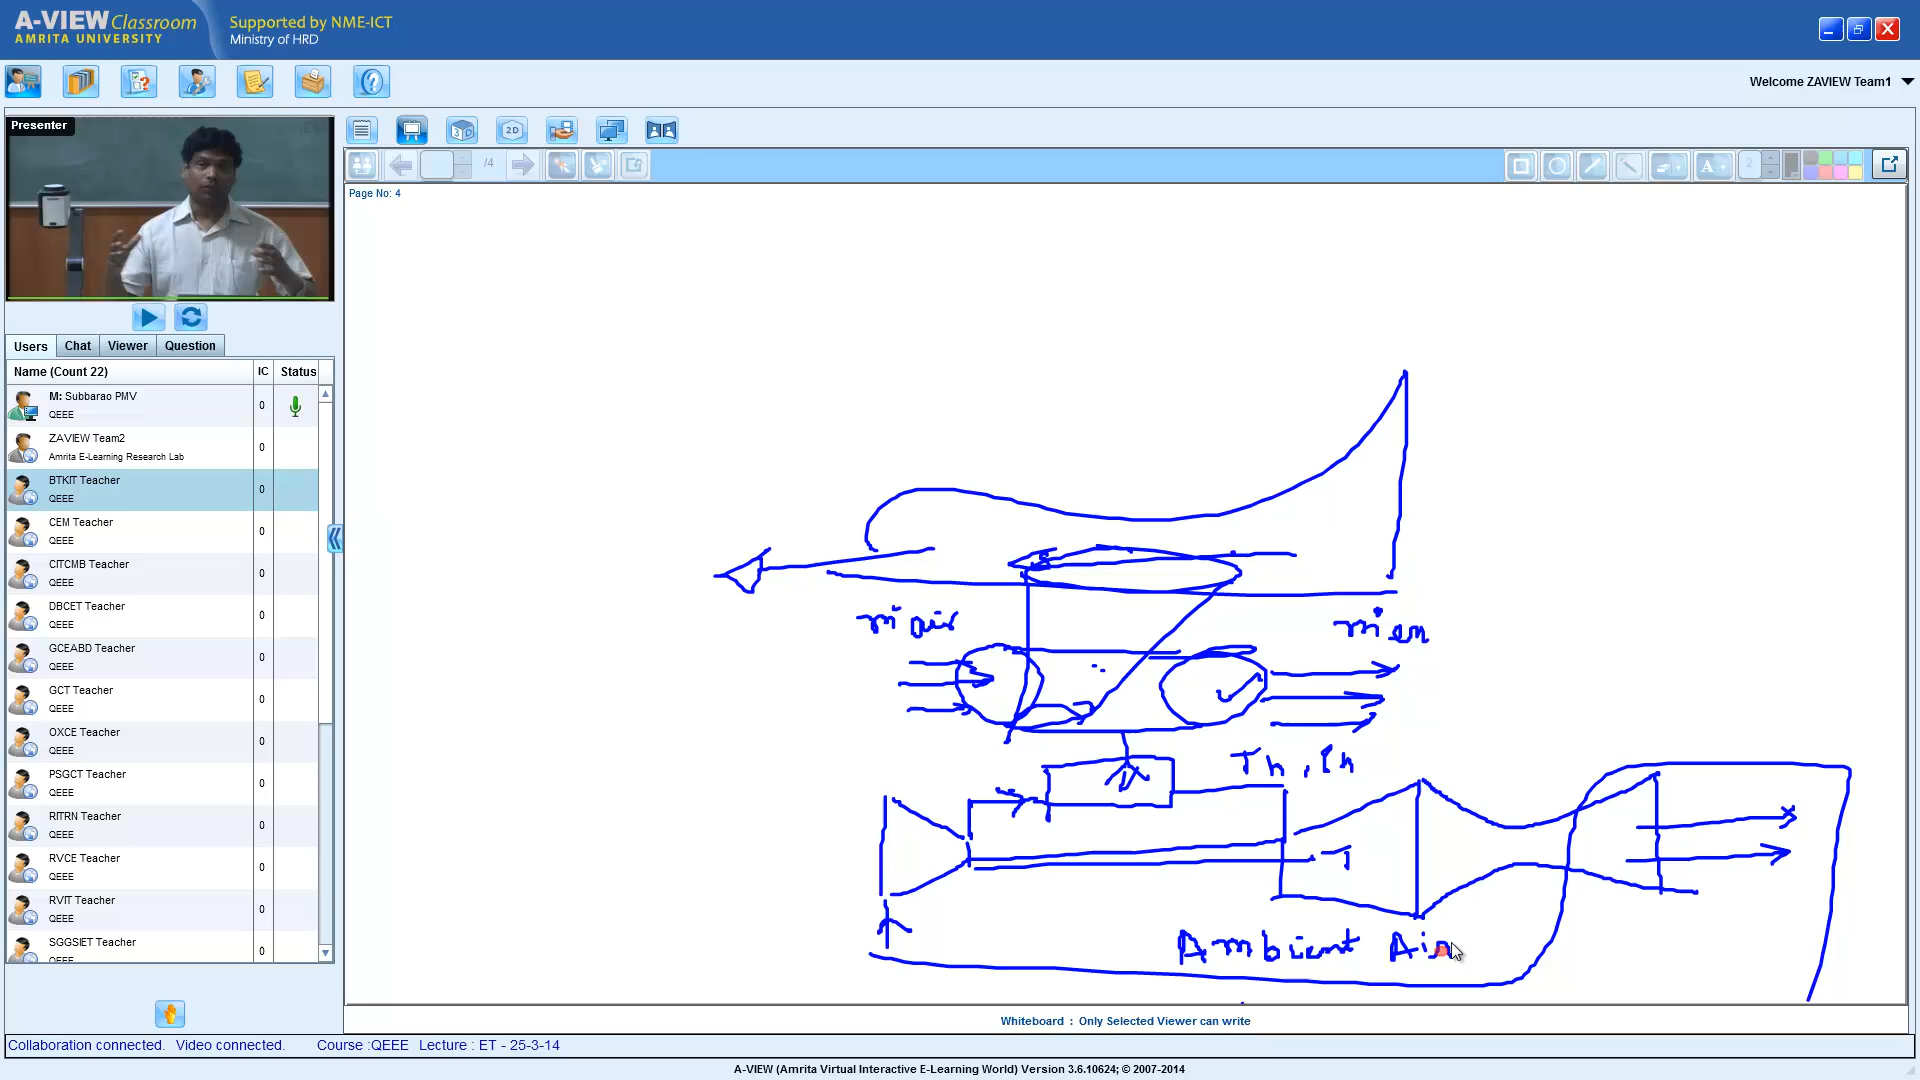 A-VIEW Classroom
AMRITA UNIVERSITY
Supported by NME-ICT
Ministry of HRD
Welcome ZAVIEW Team1
Presenter
2D
/4
A
2
Page No: 4
Users
Chat
Viewer
Question
Name (Count 22)
IC
Status
M: Subbarao PMV
QEEE
0
ZAVIEW Team2
Amrita E-Learning Research Lab
0
BTKIT Teacher
QEEE
0
CEM Teacher
QEEE
0
CITCMB Teacher
QEEE
0
DBCET Teacher
QEEE
0
GCEABD Teacher
QEEE
0
GCT Teacher
QEEE
0
OXCE Teacher
QEEE
0
PSGCT Teacher
QEEE
0
RITRN Teacher
QEEE
0
RVCE Teacher
QEEE
0
RVIT Teacher
QEEE
0
SGGSIET Teacher
QEEE
0
ṁ air
T
Ambient Air
Whiteboard : Only Selected Viewer can write
Collaboration connected. Video connected.
Course :QEEE Lecture : ET - 25-3-14
A-VIEW (Amrita Virtual Interactive E-Learning World) Version 3.6.10624; © 2007-2014